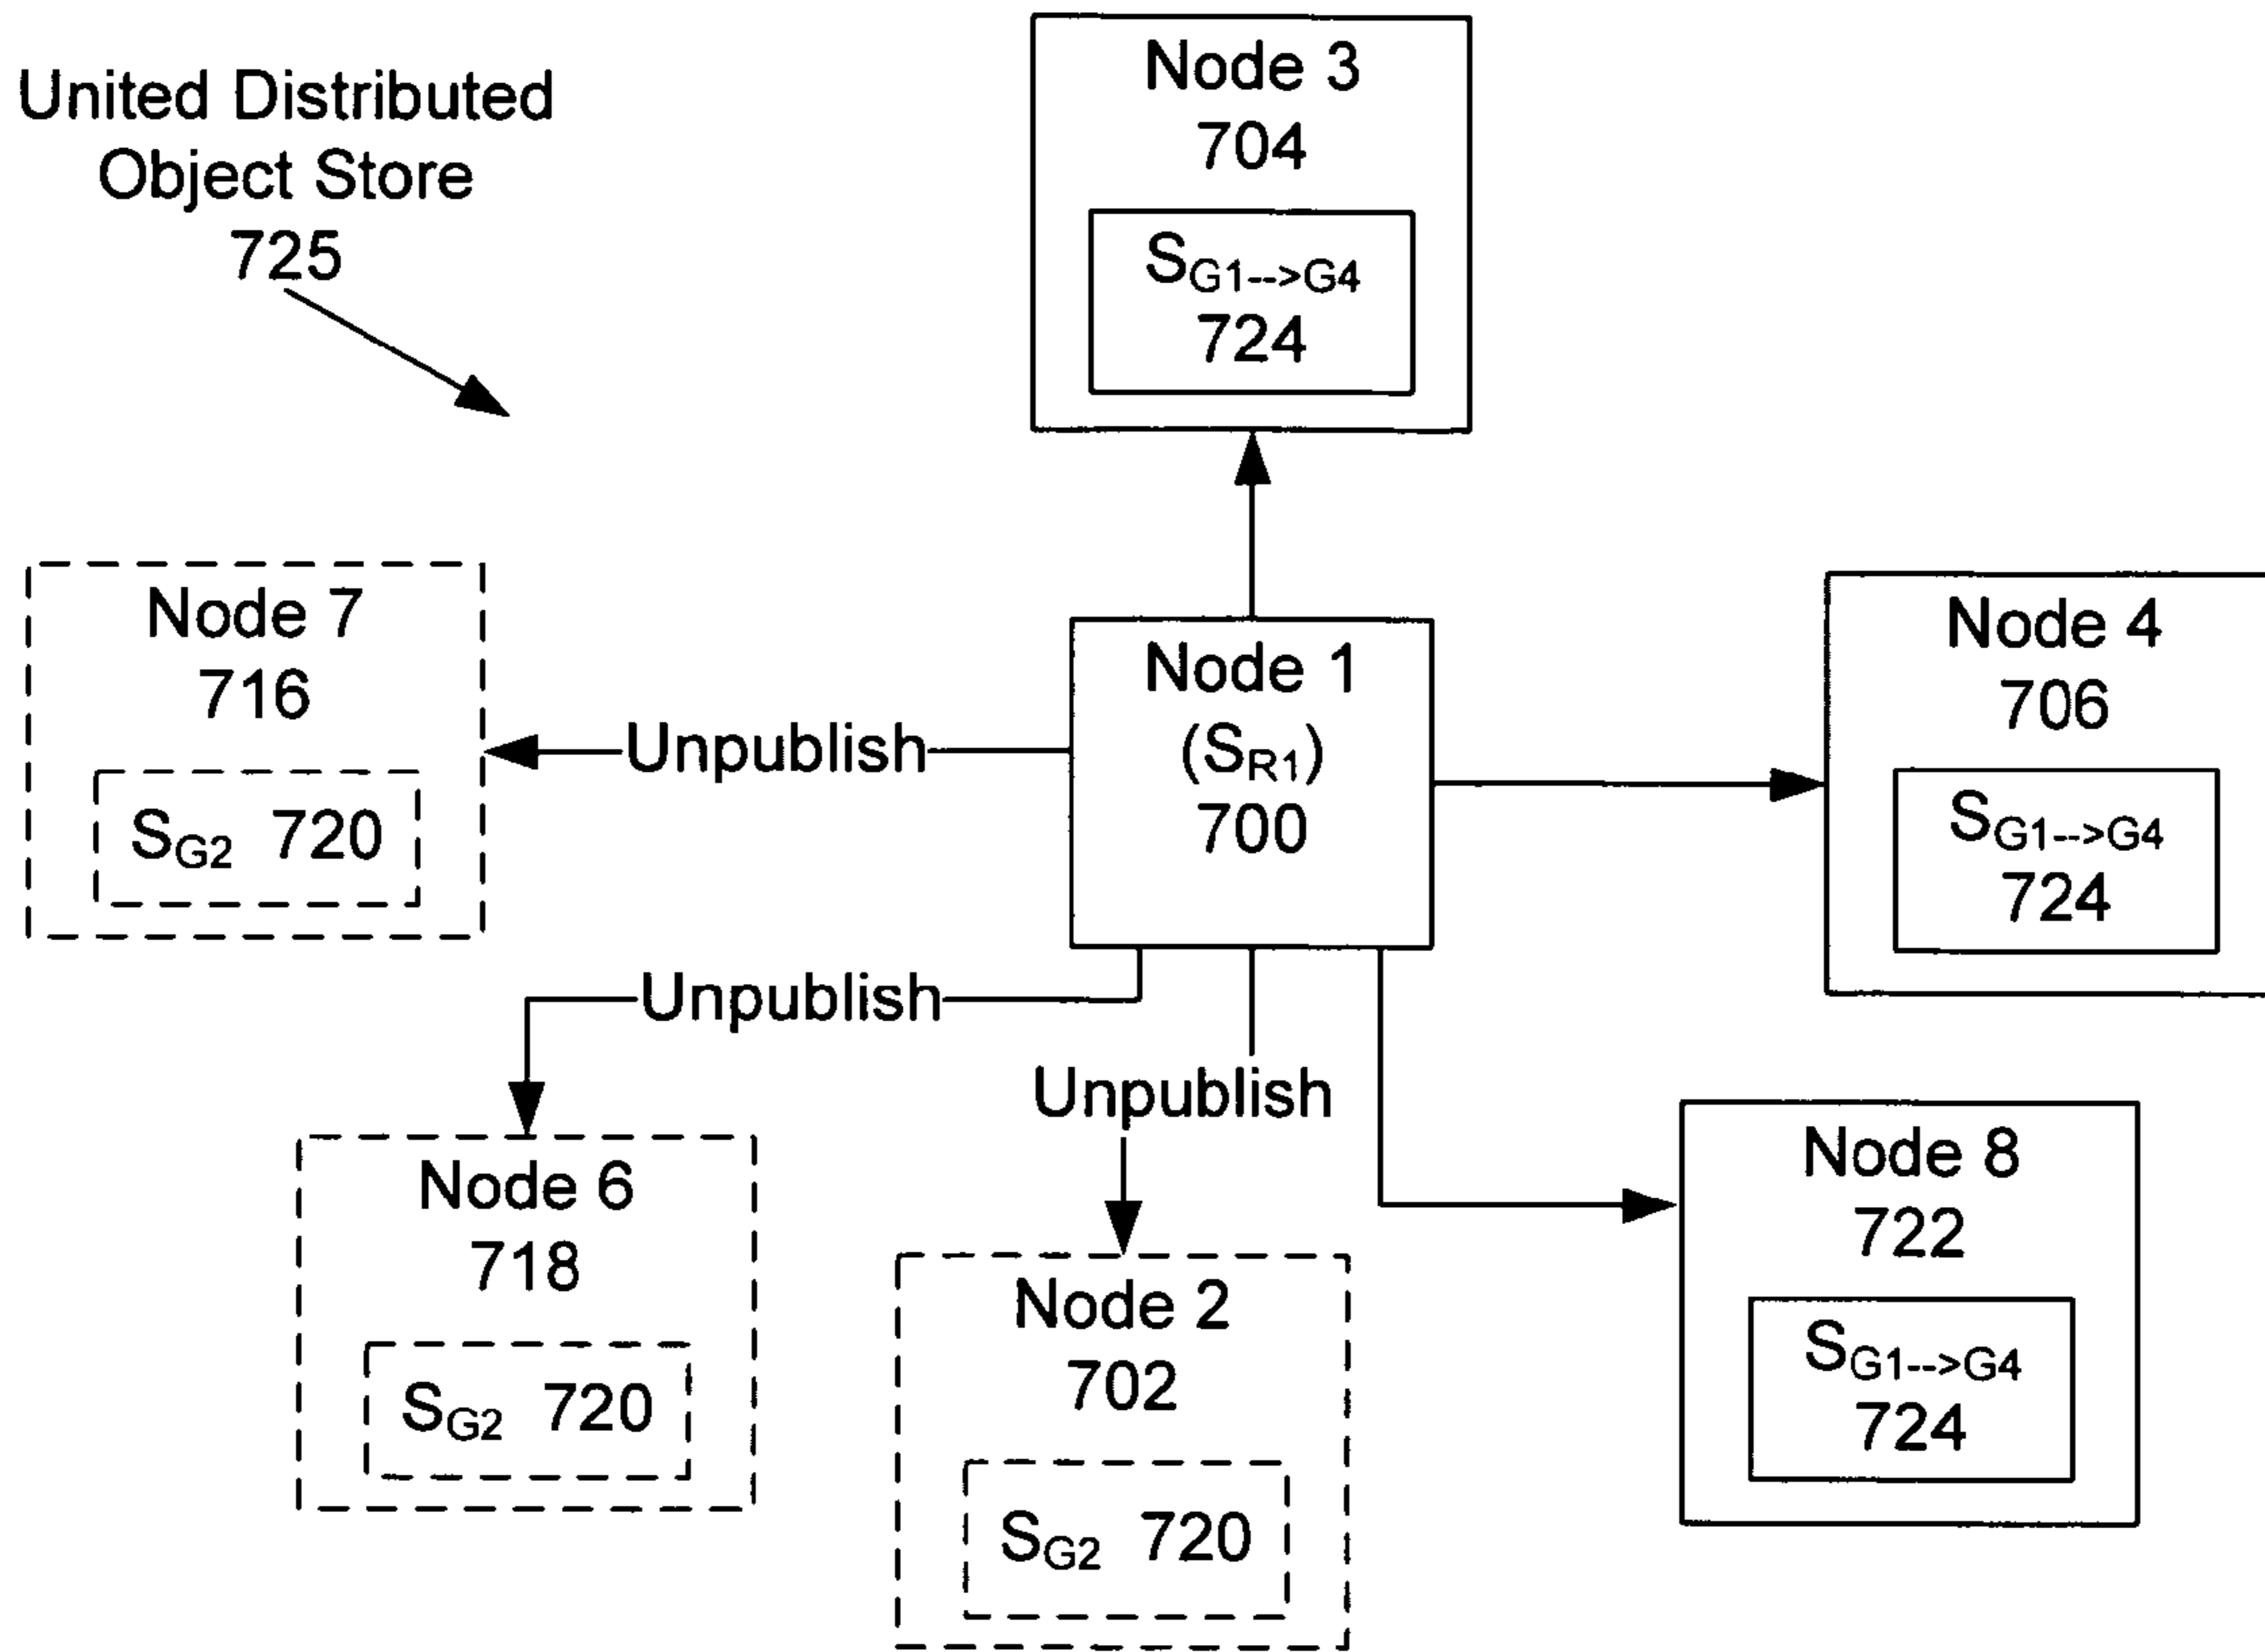 United Distributed
Object Store
725
Node 3
704
SG1-->G4
724
Node 7
716
SG2 720
Unpublish
Node 1
(SR1)
700
Node 4
706
SG1-->G4
724
Unpublish
Unpublish
Node 6
718
SG2 720
Node 2
702
SG2 720
Node 8
722
SG1-->G4
724